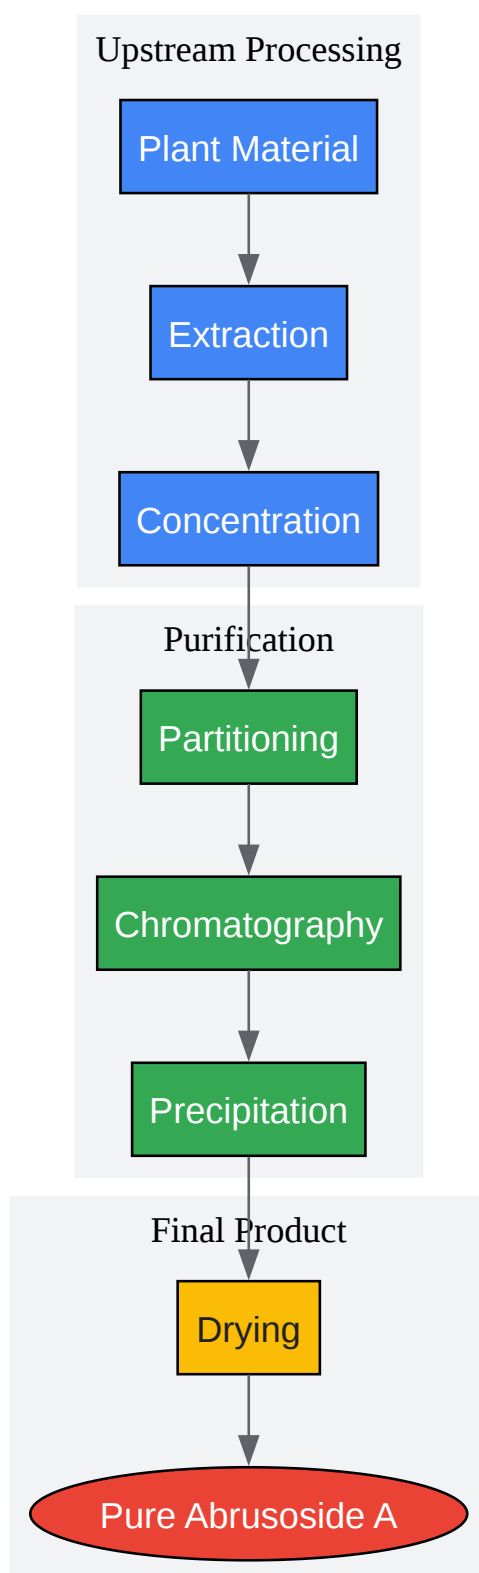 Upstream Processing
Plant Material
Extraction
Concentration
Purification
Partitioning
Chromatography
Precipitation
Final Product
Drying
Pure Abrusoside A